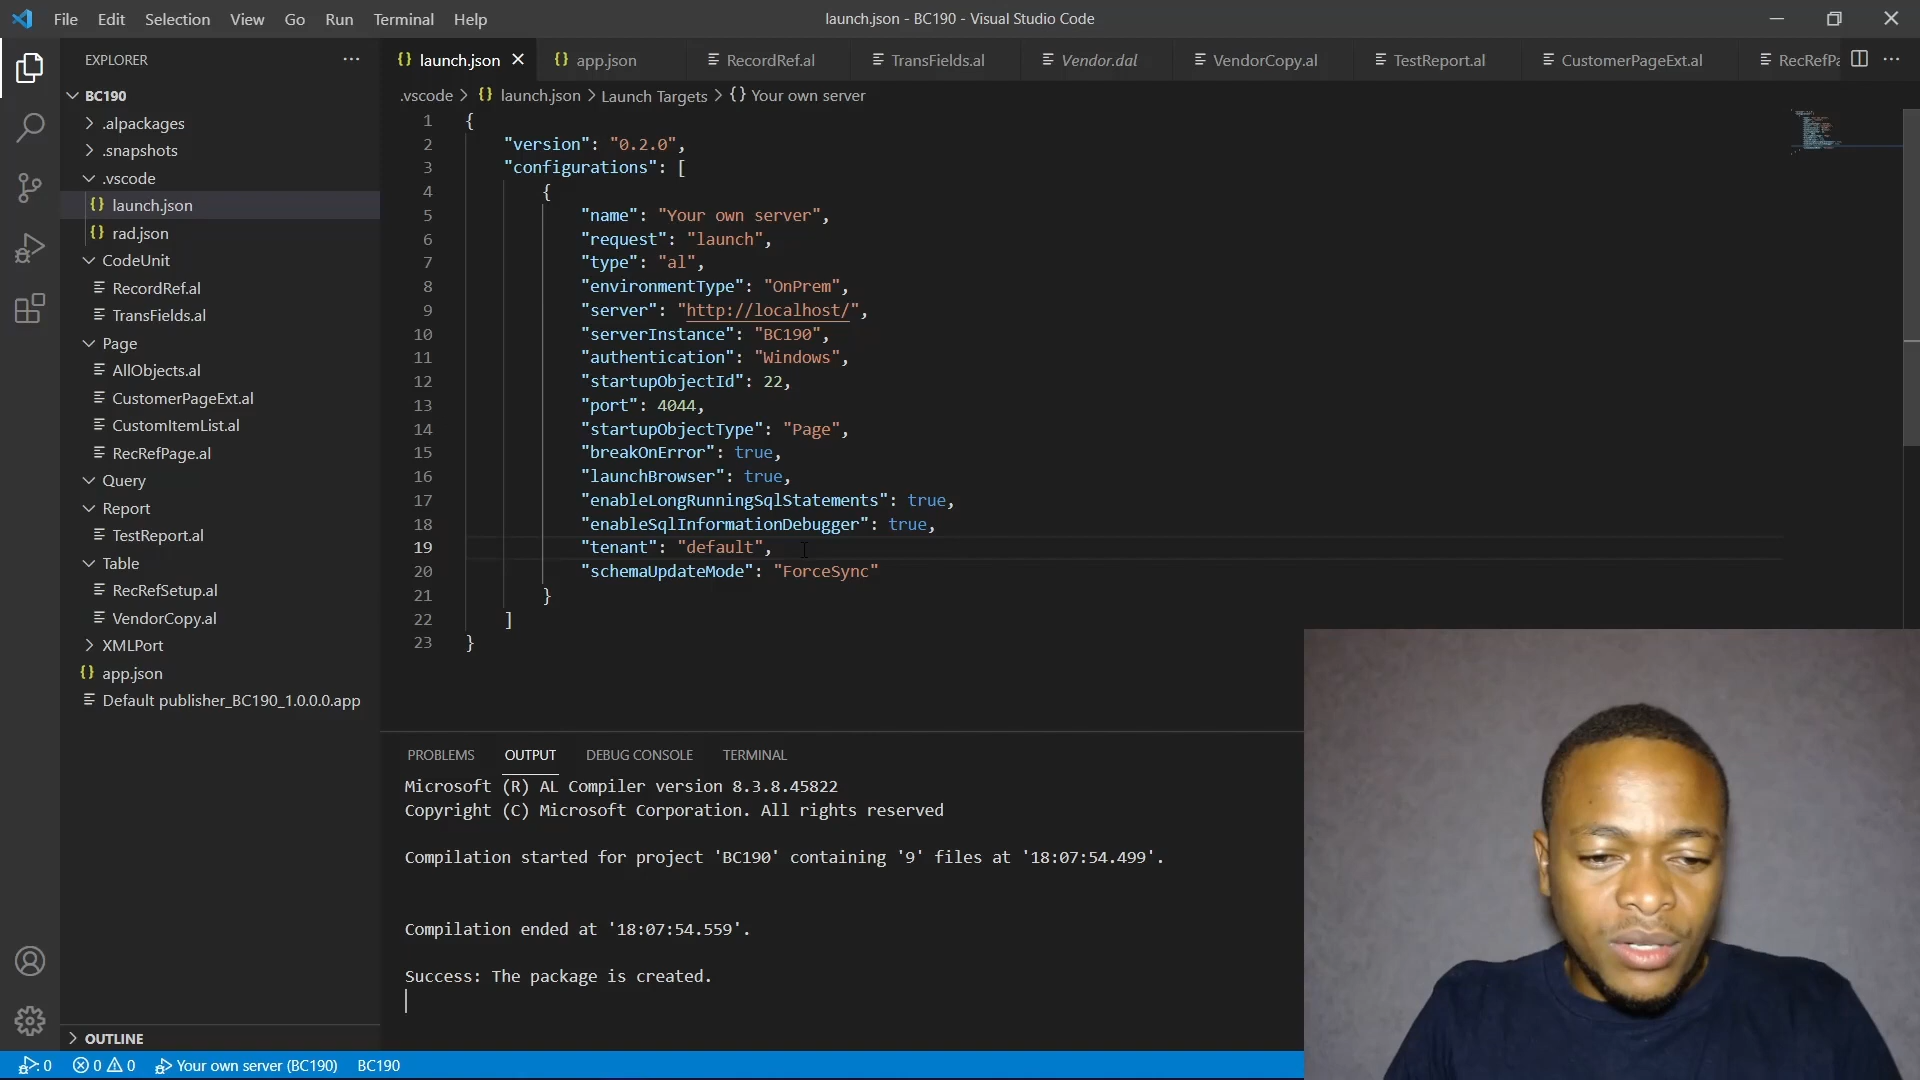 File Edit Selection View Go Run Terminal Help
launch.json - BC190 - Visual Studio Code
EXPLORER
BC190
.alpackages
.snapshots
.vscode
launch.json
rad.json
CodeUnit
RecordRef.al
TransFields.al
Page
AllObjects.al
CustomerPageExt.al
CustomItemList.al
RecRefPage.al
Query
Report
TestReport.al
Table
RecRefSetup.al
VendorCopy.al
XMLPort
app.json
Default publisher_BC190_1.0.0.0.app
OUTLINE
launch.json app.json RecordRef.al TransFields.al Vendor.dal VendorCopy.al TestReport.al CustomerPageExt.al RecRefPa
.vscode > {} launch.json > Launch Targets > {} Your own server
1 {
2 "version": "0.2.0",
3 "configurations": [
4 {
5 "name": "Your own server",
6 "request": "launch",
7 "type": "al",
8 "environmentType": "OnPrem",
9 "server": "http://localhost/",
10 "serverInstance": "BC190",
11 "authentication": "Windows",
12 "startupObjectId": 22,
13 "port": 4044,
14 "startupObjectType": "Page",
15 "breakOnError": true,
16 "launchBrowser": true,
17 "enableLongRunningSqlStatements": true,
18 "enableSqlInformationDebugger": true,
19 "tenant": "default",
20 "schemaUpdateMode": "ForceSync"
21 }
22 ]
23 }
PROBLEMS OUTPUT DEBUG CONSOLE TERMINAL
Microsoft (R) AL Compiler version 8.3.8.45822
Copyright (C) Microsoft Corporation. All rights reserved
Compilation started for project 'BC190' containing '9' files at '18:07:54.499'.
Compilation ended at '18:07:54.559'.
Success: The package is created.
0 0 0 Your own server (BC190) BC190